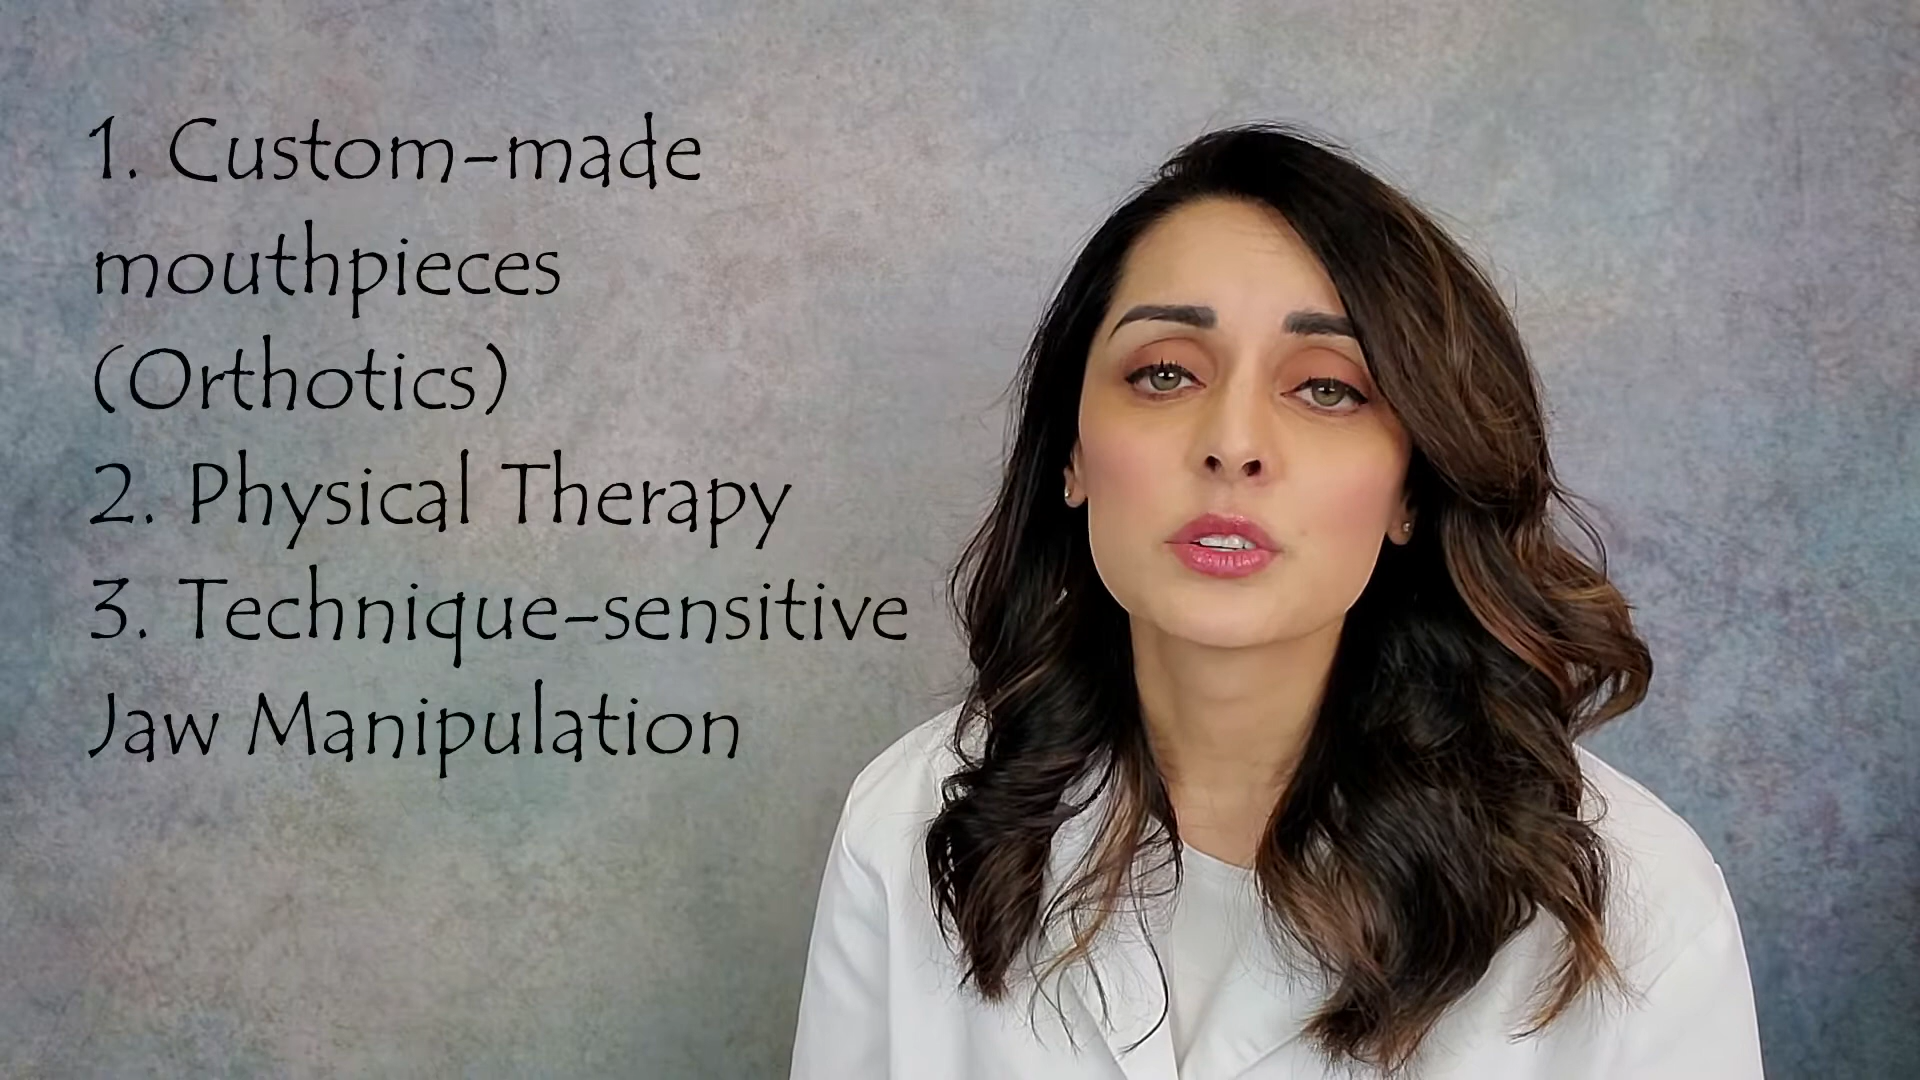 1. Custom-made
mouthpieces
(Orthotics)
2. Physical Therapy
3. Technique-sensitive
Jaw Manipulation